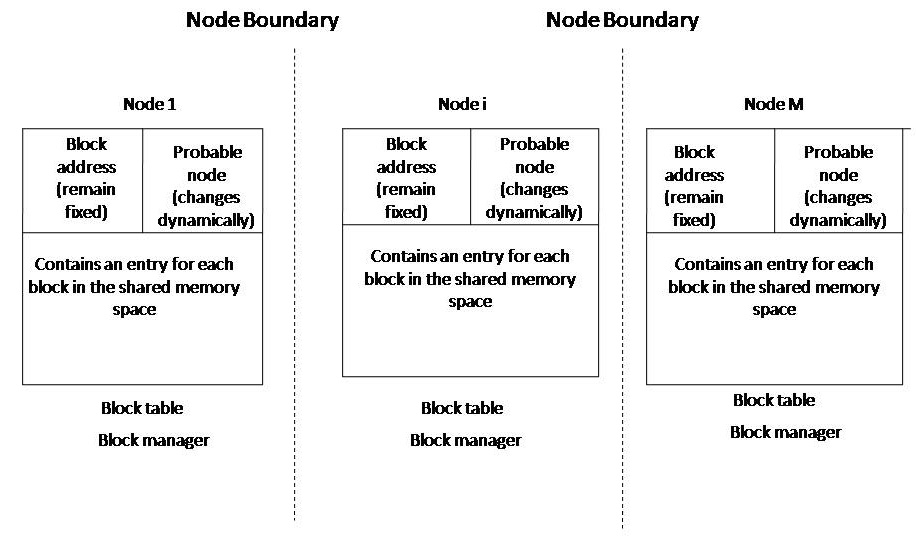 Node Boundary
Node Boundary
Node 1
Block
address
(remain
fixed)
Probable
node
(changes
dynamically)
Contains an entry for each
block in the shared memory
space
Block table
Block manager
Node i
Block
address
(remain
fixed)
Probable
node
(changes
dynamically)
Contains an entry for each
block in the shared memory
space
Block table
Block manager
Node M
Block
address
(remain
fixed)
Probable
node
(changes
dynamically)
Contains an entry for each
block in the shared memory
space
Block table
Block manager